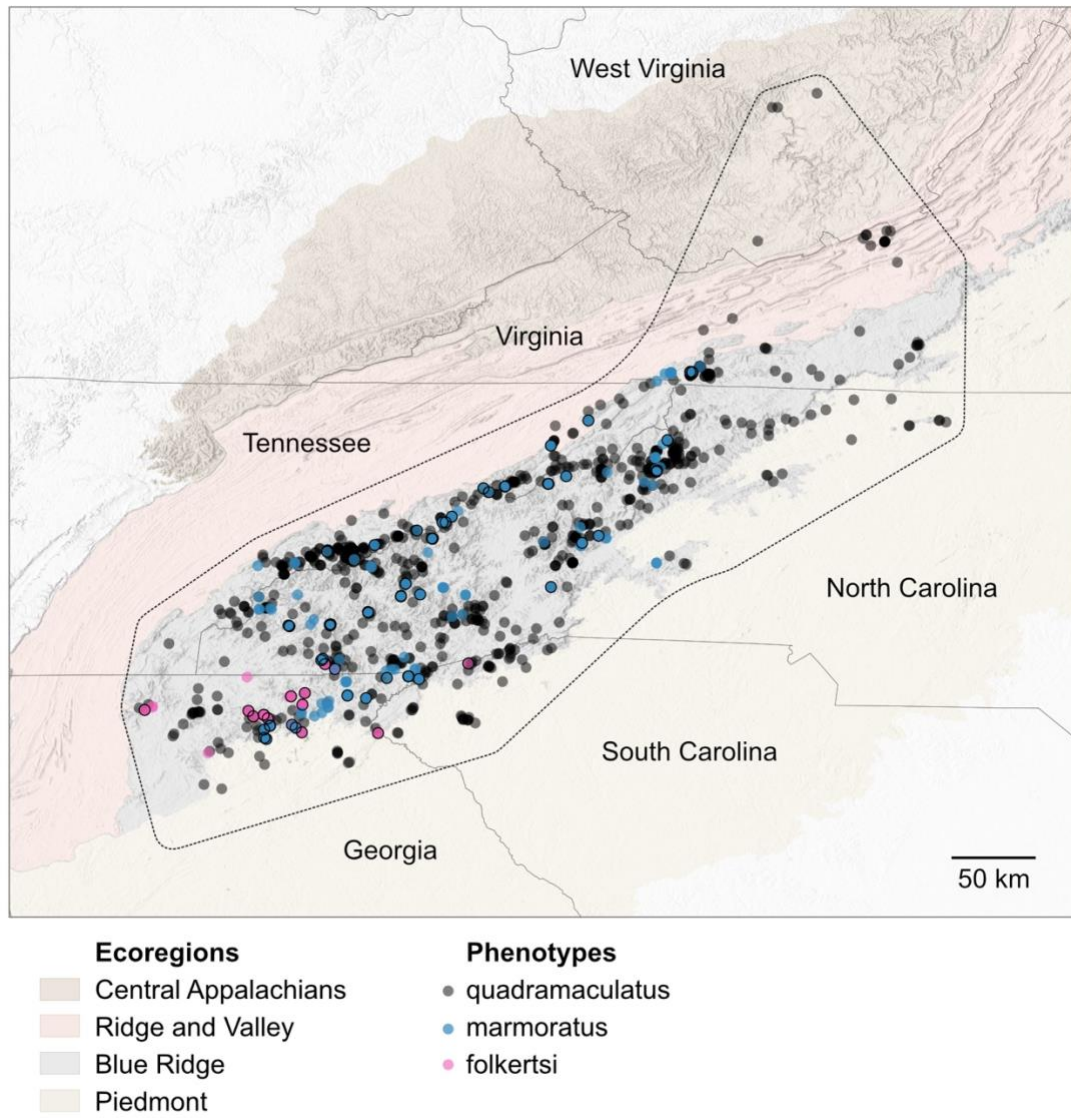 West Virginia
Virginia
Tennessee
North Carolina
South Carolina
Georgia
50 km
Ecoregions
Central Appalachians
Ridge and Valley
Blue Ridge
Piedmont
Phenotypes
quadramaculatus
marmoratus
folkertsi